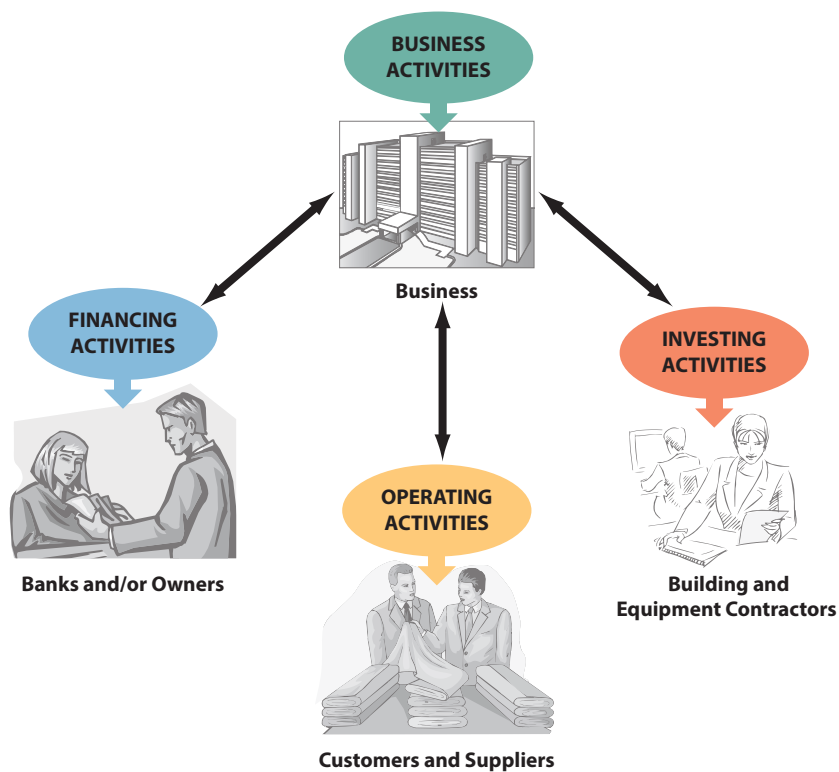 BUSINESS
ACTIVITIES
Business
FINANCING
ACTIVITIES
INVESTING
ACTIVITIES
OPERATING
ACTIVITIES
Banks and/or Owners
Building and
Equipment Contractors
Customers and Suppliers